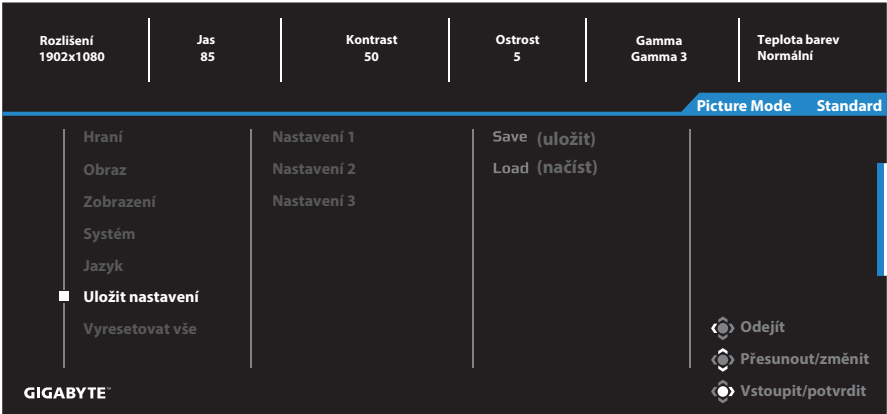 Rozlišení Jas Kontrast Ostrost Gamma Teplota barev
1902x1080 85 50 5 Gamma 3 Normální
Picture Mode Standard
Hraní Nastavení 1 Save (uložit)
Obraz Nastavení 2 Load (načíst)
Zobrazení Nastavení 3
Systém
Jazyk
Uložit nastavení
Vyresetovat vše
Odejít
Přesunout/změnit
GIGABYTE™ Vstoupit/potvrdit